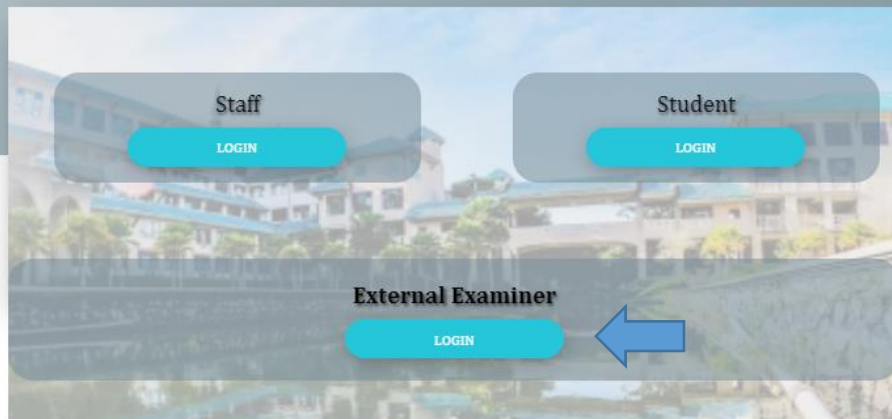 Staff
LOGIN
Student
LOGIN
External Examiner
LOGIN